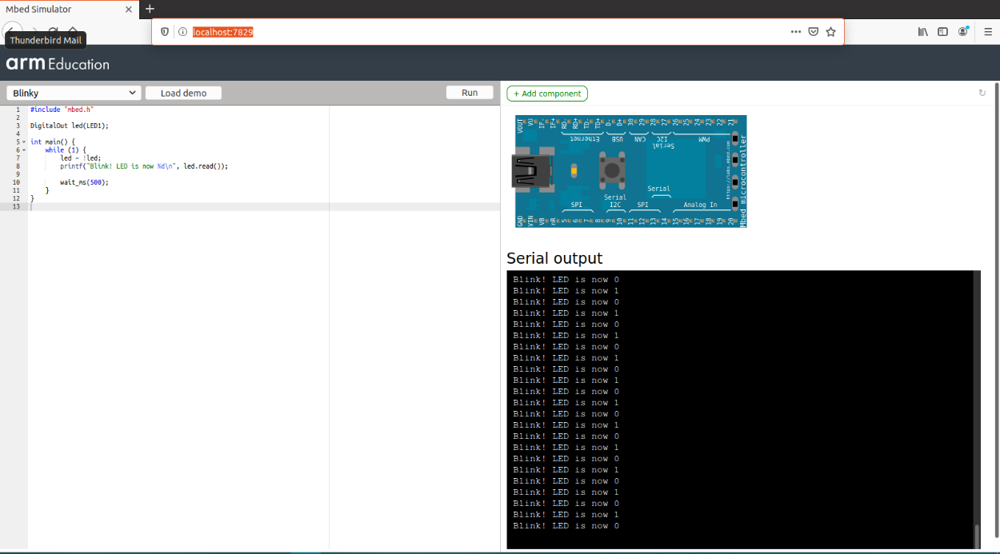 Mbed Simulator
localhost:7829
Thunderbird Mail
arm Education
Blinky
Load demo
Run
+ Add component
1 #include "mbed.h"
2
3 DigitalOut led(LED1);
4
5 int main() {
6 while (1) {
7 led = !led;
8 printf("Blink! LED is now %d\n", led.read());
9
10 wait_ms(500);
11 }
12 }
13
VOUT VU IF- IF+ RD- RD+ TD- TD+ D- D+ 30 29 28 27 26 25 24 23 22 21
Ethernet USB CAN I2C PWM
Serial
https://labs.mbed.com
Mbed microcontroller
Serial
Serial
SPI I2C SPI Analog In
GND VIN VB nR 5 6 7 8 9 10 11 12 13 14 15 16 17 18 19 20
Serial output
Blink! LED is now 0
Blink! LED is now 1
Blink! LED is now 0
Blink! LED is now 1
Blink! LED is now 0
Blink! LED is now 1
Blink! LED is now 0
Blink! LED is now 1
Blink! LED is now 0
Blink! LED is now 1
Blink! LED is now 0
Blink! LED is now 1
Blink! LED is now 0
Blink! LED is now 1
Blink! LED is now 0
Blink! LED is now 1
Blink! LED is now 0
Blink! LED is now 1
Blink! LED is now 0
Blink! LED is now 1
Blink! LED is now 0
Blink! LED is now 1
Blink! LED is now 0